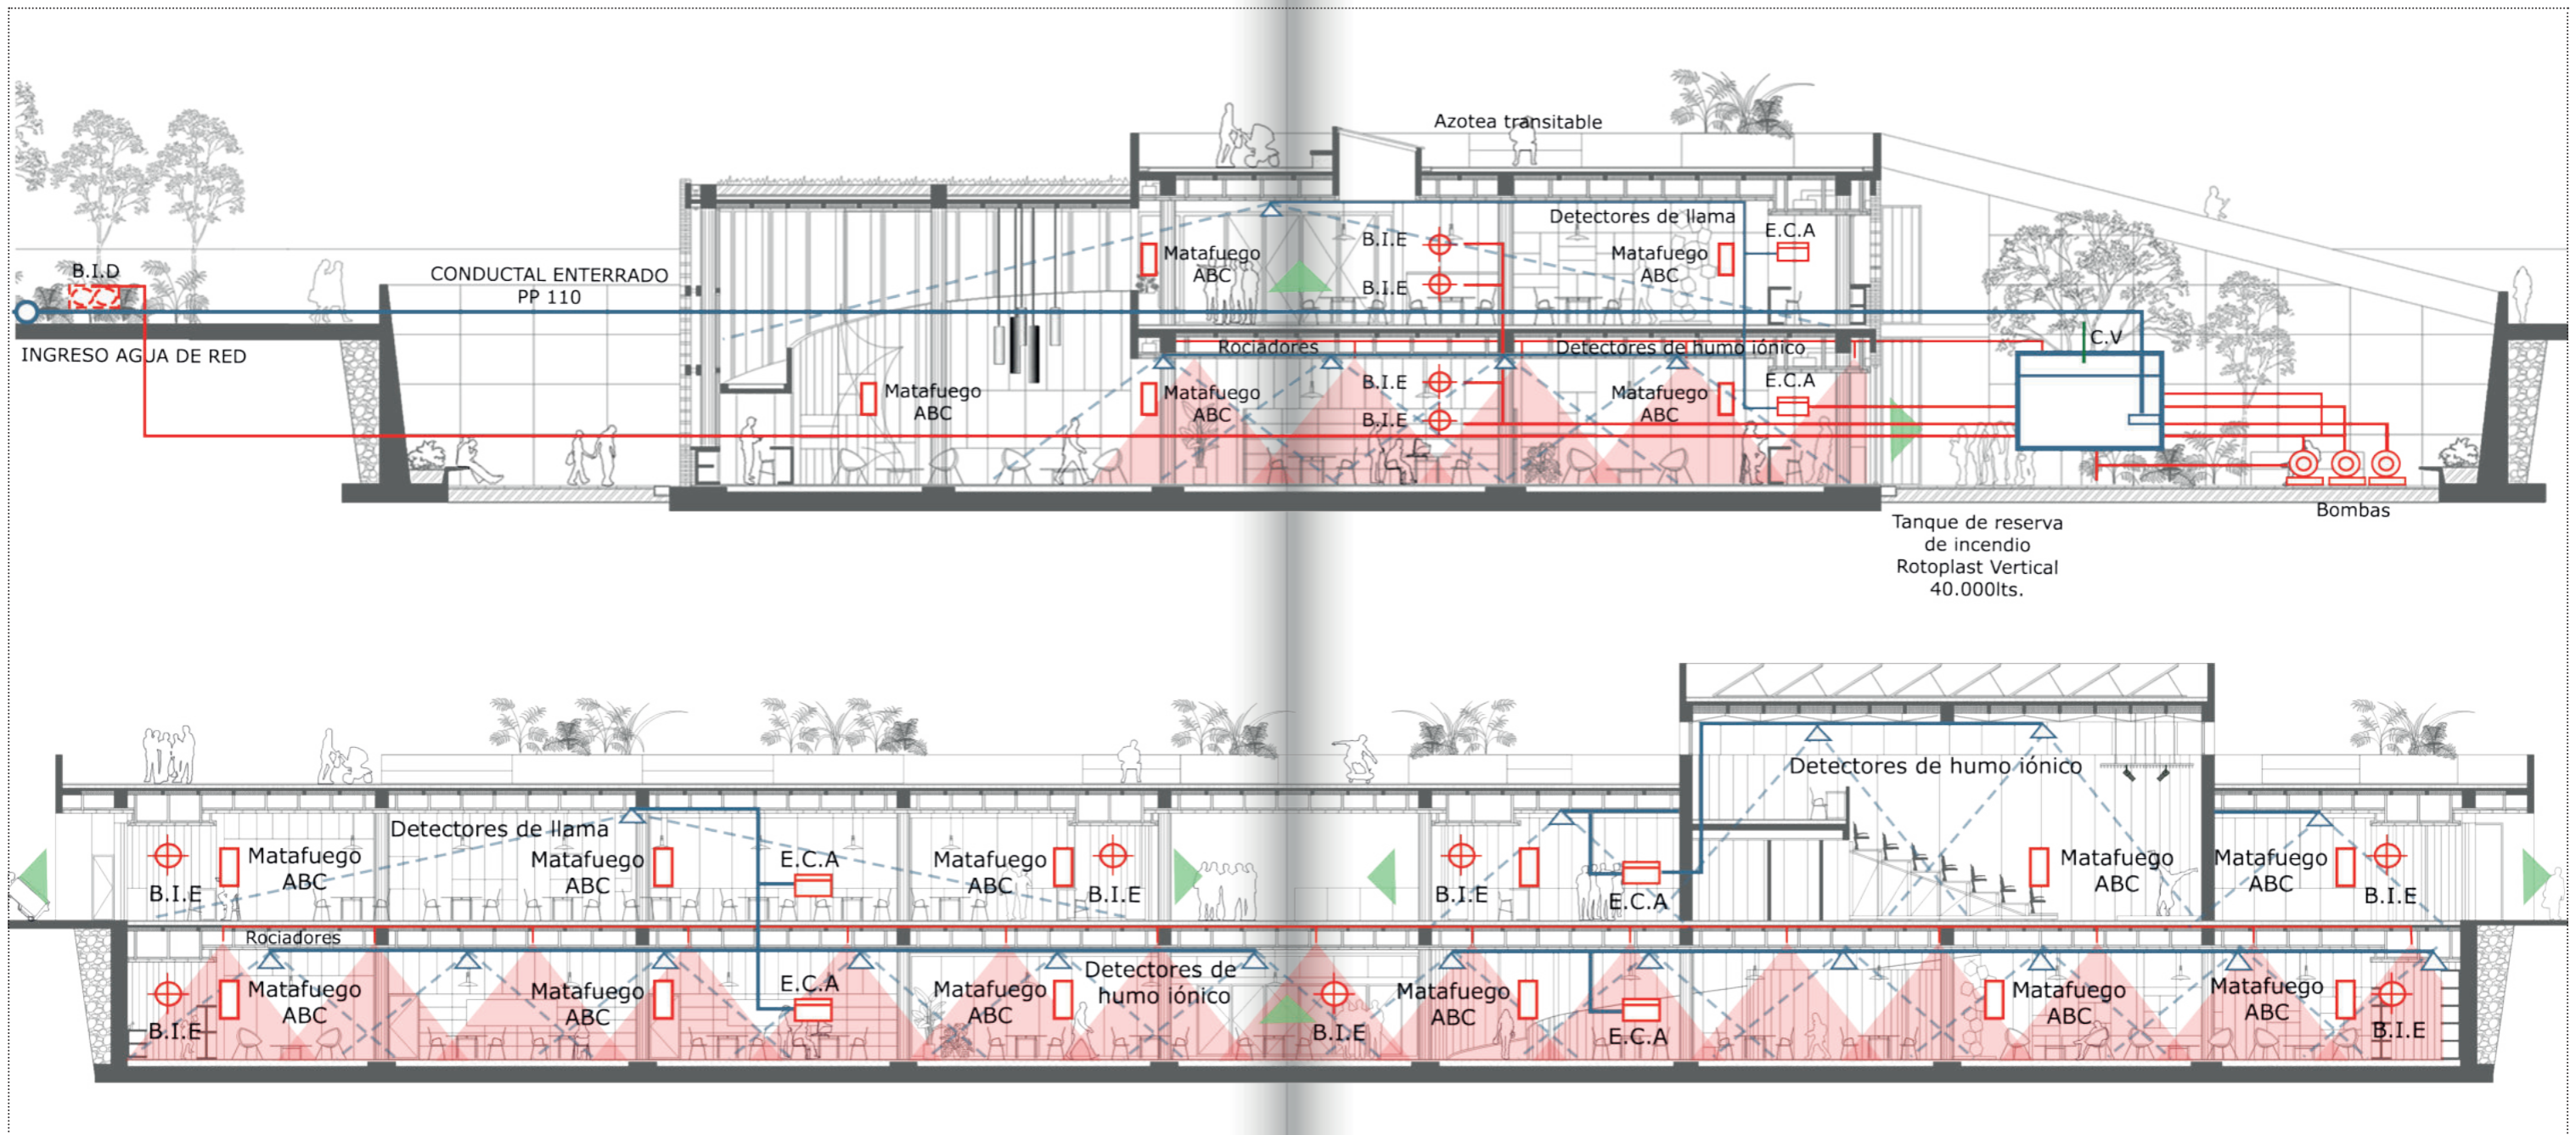 Azotea transitable
Detectores de llama
E.C.A
B.I.E
Matafuego
ABC
Matafuego
ABC
B.I.D
CONDUCTAL ENTERRADO
PP 110
B.I.E
INGRESO AGUA DE RED
Rociadores
Detectores de humo iónico
C.V
Matafuego
ABC
Matafuego
ABC
B.I.E
B.I.E
Matafuego
ABC
E.C.A
Bombas
Tanque de reserva
de incendio
Rotoplast Vertical
40.000lts.
Detectores de humo iónico
Detectores de llama
B.I.E
Matafuego
ABC
Matafuego
ABC
E.C.A
Matafuego
ABC
B.I.E
B.I.E
E.C.A
Matafuego
ABC
Matafuego
ABC
B.I.E
Rociadores
B.I.E
Matafuego
ABC
Matafuego
ABC
E.C.A
Matafuego
ABC
Detectores de
humo iónico
B.I.E
Matafuego
ABC
E.C.A
Matafuego
ABC
Matafuego
ABC
B.I.E